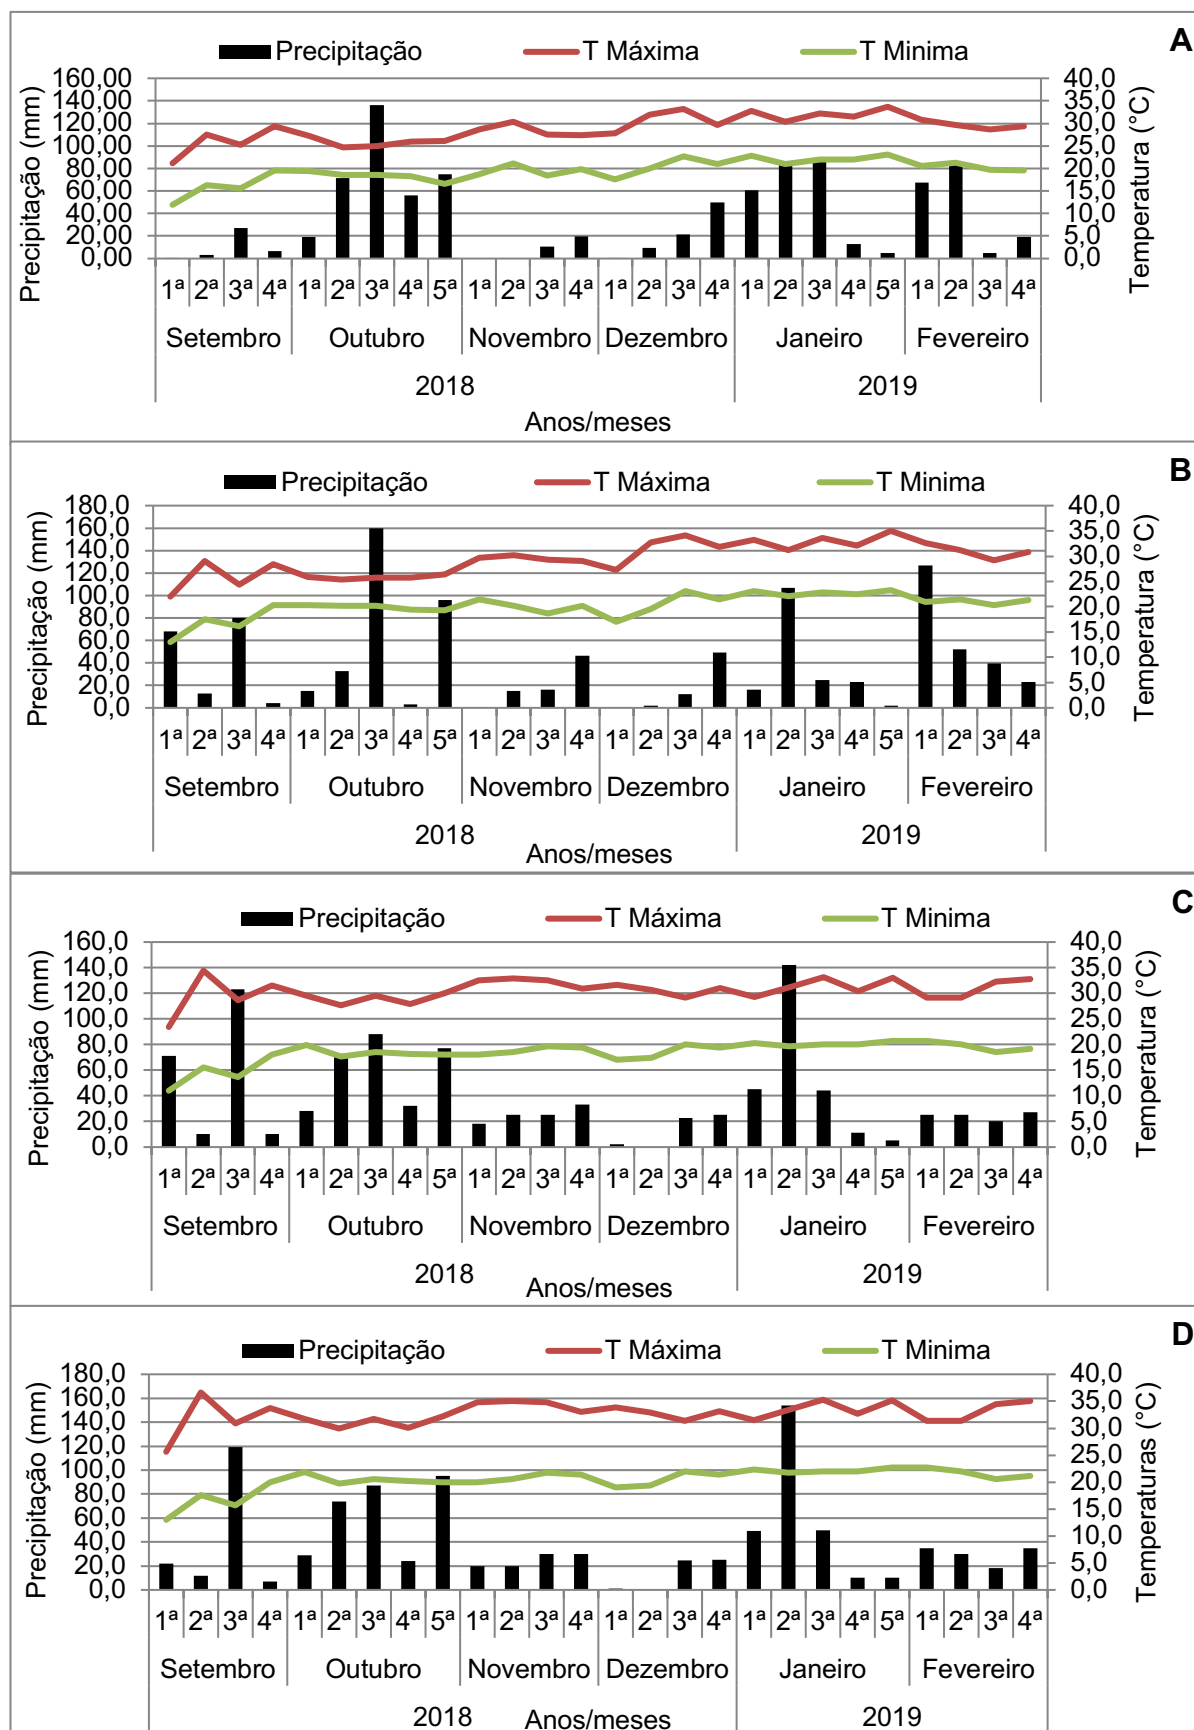 A
Precipitação T Máxima T Minima
Precipitação (mm)
160,00
140,00
120,00
100,00
80,00
60,00
40,00
20,00
0,00
40,0
35,0
30,0
25,0
20,0
15,0
10,0
5,0
0,0
Temperatura (°C)
1ª 2ª 3ª 4ª 1ª 2ª 3ª 4ª 5ª 1ª 2ª 3ª 4ª 1ª 2ª 3ª 4ª 1ª 2ª 3ª 4ª 5ª 1ª 2ª 3ª 4ª
Setembro Outubro Novembro Dezembro Janeiro Fevereiro
2018 2019
Anos/meses
B
Precipitação T Máxima T Minima
Precipitação (mm)
180,0
160,0
140,0
120,0
100,0
80,0
60,0
40,0
20,0
0,0
40,0
35,0
30,0
25,0
20,0
15,0
10,0
5,0
0,0
Temperatura (°C)
1ª 2ª 3ª 4ª 1ª 2ª 3ª 4ª 5ª 1ª 2ª 3ª 4ª 1ª 2ª 3ª 4ª 1ª 2ª 3ª 4ª 5ª 1ª 2ª 3ª 4ª
Setembro Outubro Novembro Dezembro Janeiro Fevereiro
2018 2019
Anos/meses
C
Precipitação T Máxima T Minima
Precipitação (mm)
160,0
140,0
120,0
100,0
80,0
60,0
40,0
20,0
0,0
40,0
35,0
30,0
25,0
20,0
15,0
10,0
5,0
0,0
Temperatura (°C)
1ª 2ª 3ª 4ª 1ª 2ª 3ª 4ª 5ª 1ª 2ª 3ª 4ª 1ª 2ª 3ª 4ª 1ª 2ª 3ª 4ª 5ª 1ª 2ª 3ª 4ª
Setembro Outubro Novembro Dezembro Janeiro Fevereiro
2018 2019
Anos/meses
D
Precipitação T Máxima T Minima
Precipitação (mm)
180,0
160,0
140,0
120,0
100,0
80,0
60,0
40,0
20,0
0,0
40,0
35,0
30,0
25,0
20,0
15,0
10,0
5,0
0,0
Temperaturas (°C)
1ª 2ª 3ª 4ª 1ª 2ª 3ª 4ª 5ª 1ª 2ª 3ª 4ª 1ª 2ª 3ª 4ª 1ª 2ª 3ª 4ª 5ª 1ª 2ª 3ª 4ª
Setembro Outubro Novembro Dezembro Janeiro Fevereiro
2018 2019
Anos/meses